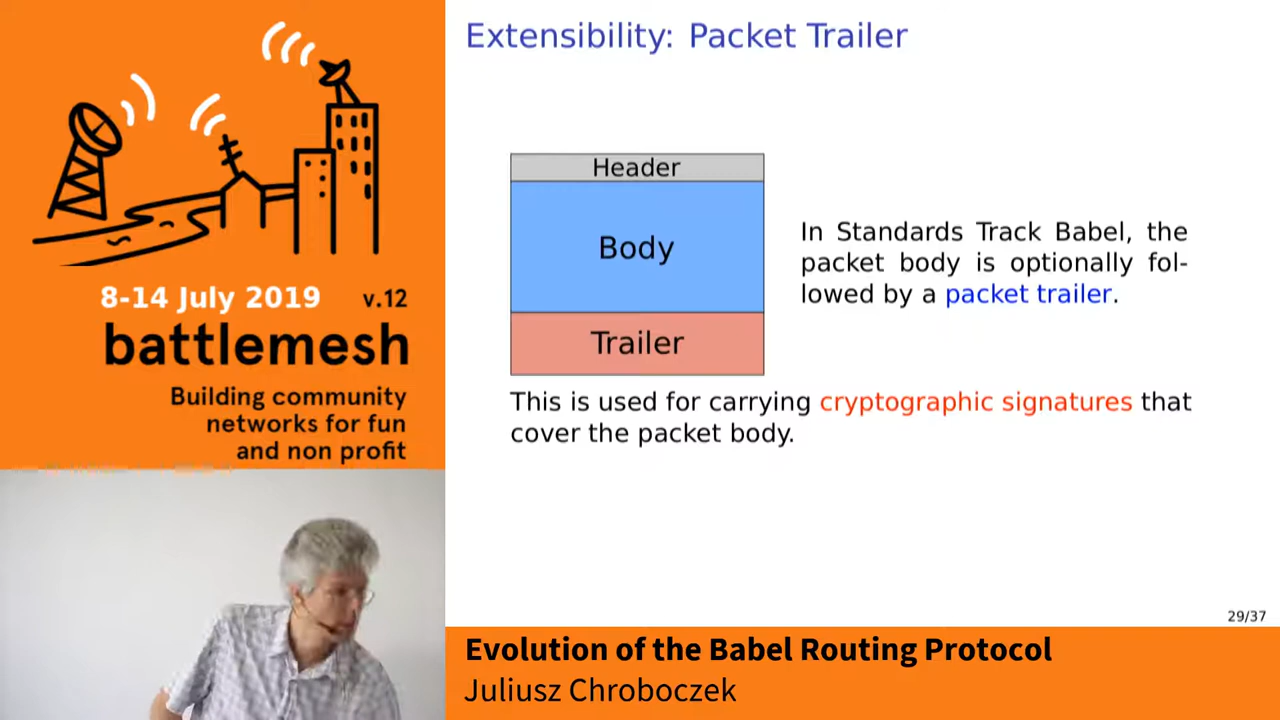 8-14 July 2019 v.12
battlemesh
Building community
networks for fun
and non profit
Extensibility: Packet Trailer
Header
Body
Trailer
In Standards Track Babel, the
packet body is optionally fol-
lowed by a packet trailer.
This is used for carrying cryptographic signatures that
cover the packet body.
29/37
Evolution of the Babel Routing Protocol
Juliusz Chroboczek